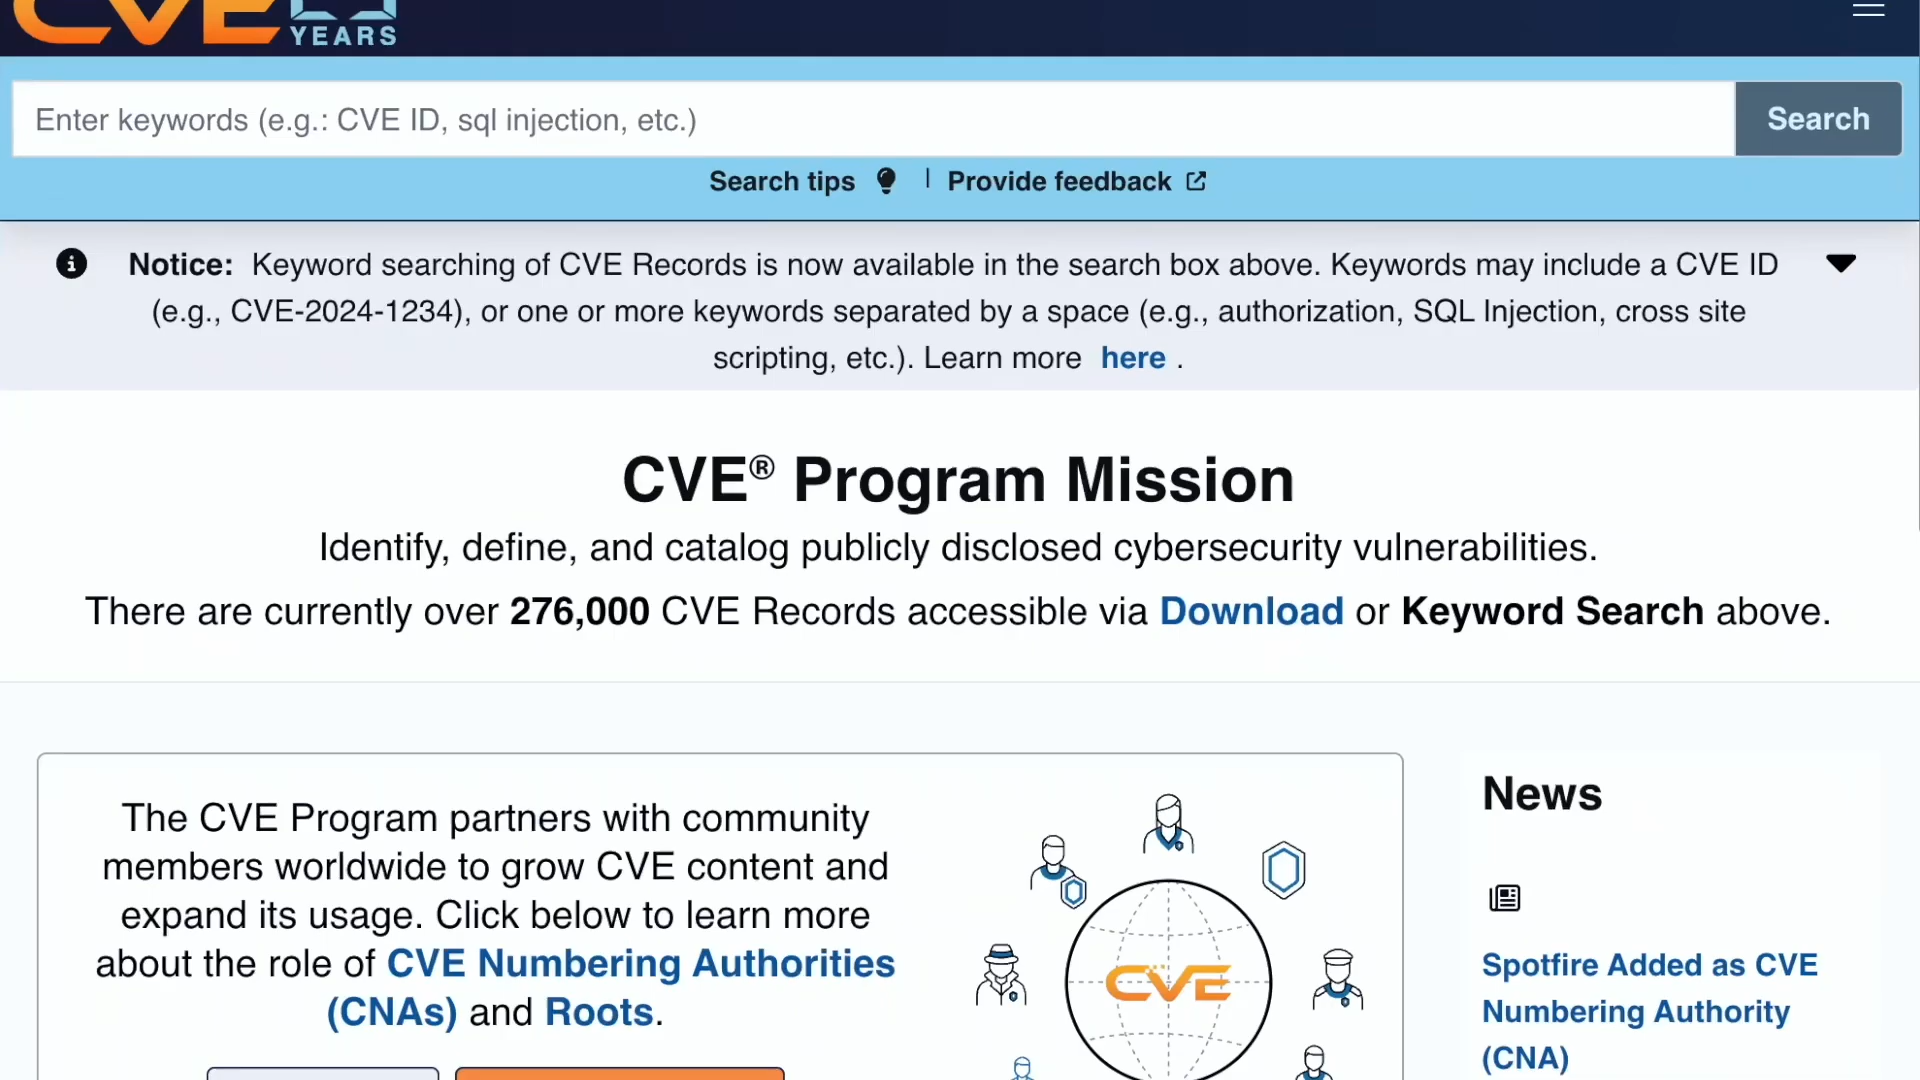 CVE
YEARS
Enter keywords (e.g.: CVE ID, sql injection, etc.)
Search
Search tips | Provide feedback
Notice: Keyword searching of CVE Records is now available in the search box above. Keywords may include a CVE ID
(e.g., CVE-2024-1234), or one or more keywords separated by a space (e.g., authorization, SQL Injection, cross site
scripting, etc.). Learn more here .
CVE® Program Mission
Identify, define, and catalog publicly disclosed cybersecurity vulnerabilities.
There are currently over 276,000 CVE Records accessible via Download or Keyword Search above.
The CVE Program partners with community
members worldwide to grow CVE content and
expand its usage. Click below to learn more
about the role of CVE Numbering Authorities
(CNAs) and Roots.
CVE
News
Spotfire Added as CVE
Numbering Authority
(CNA)